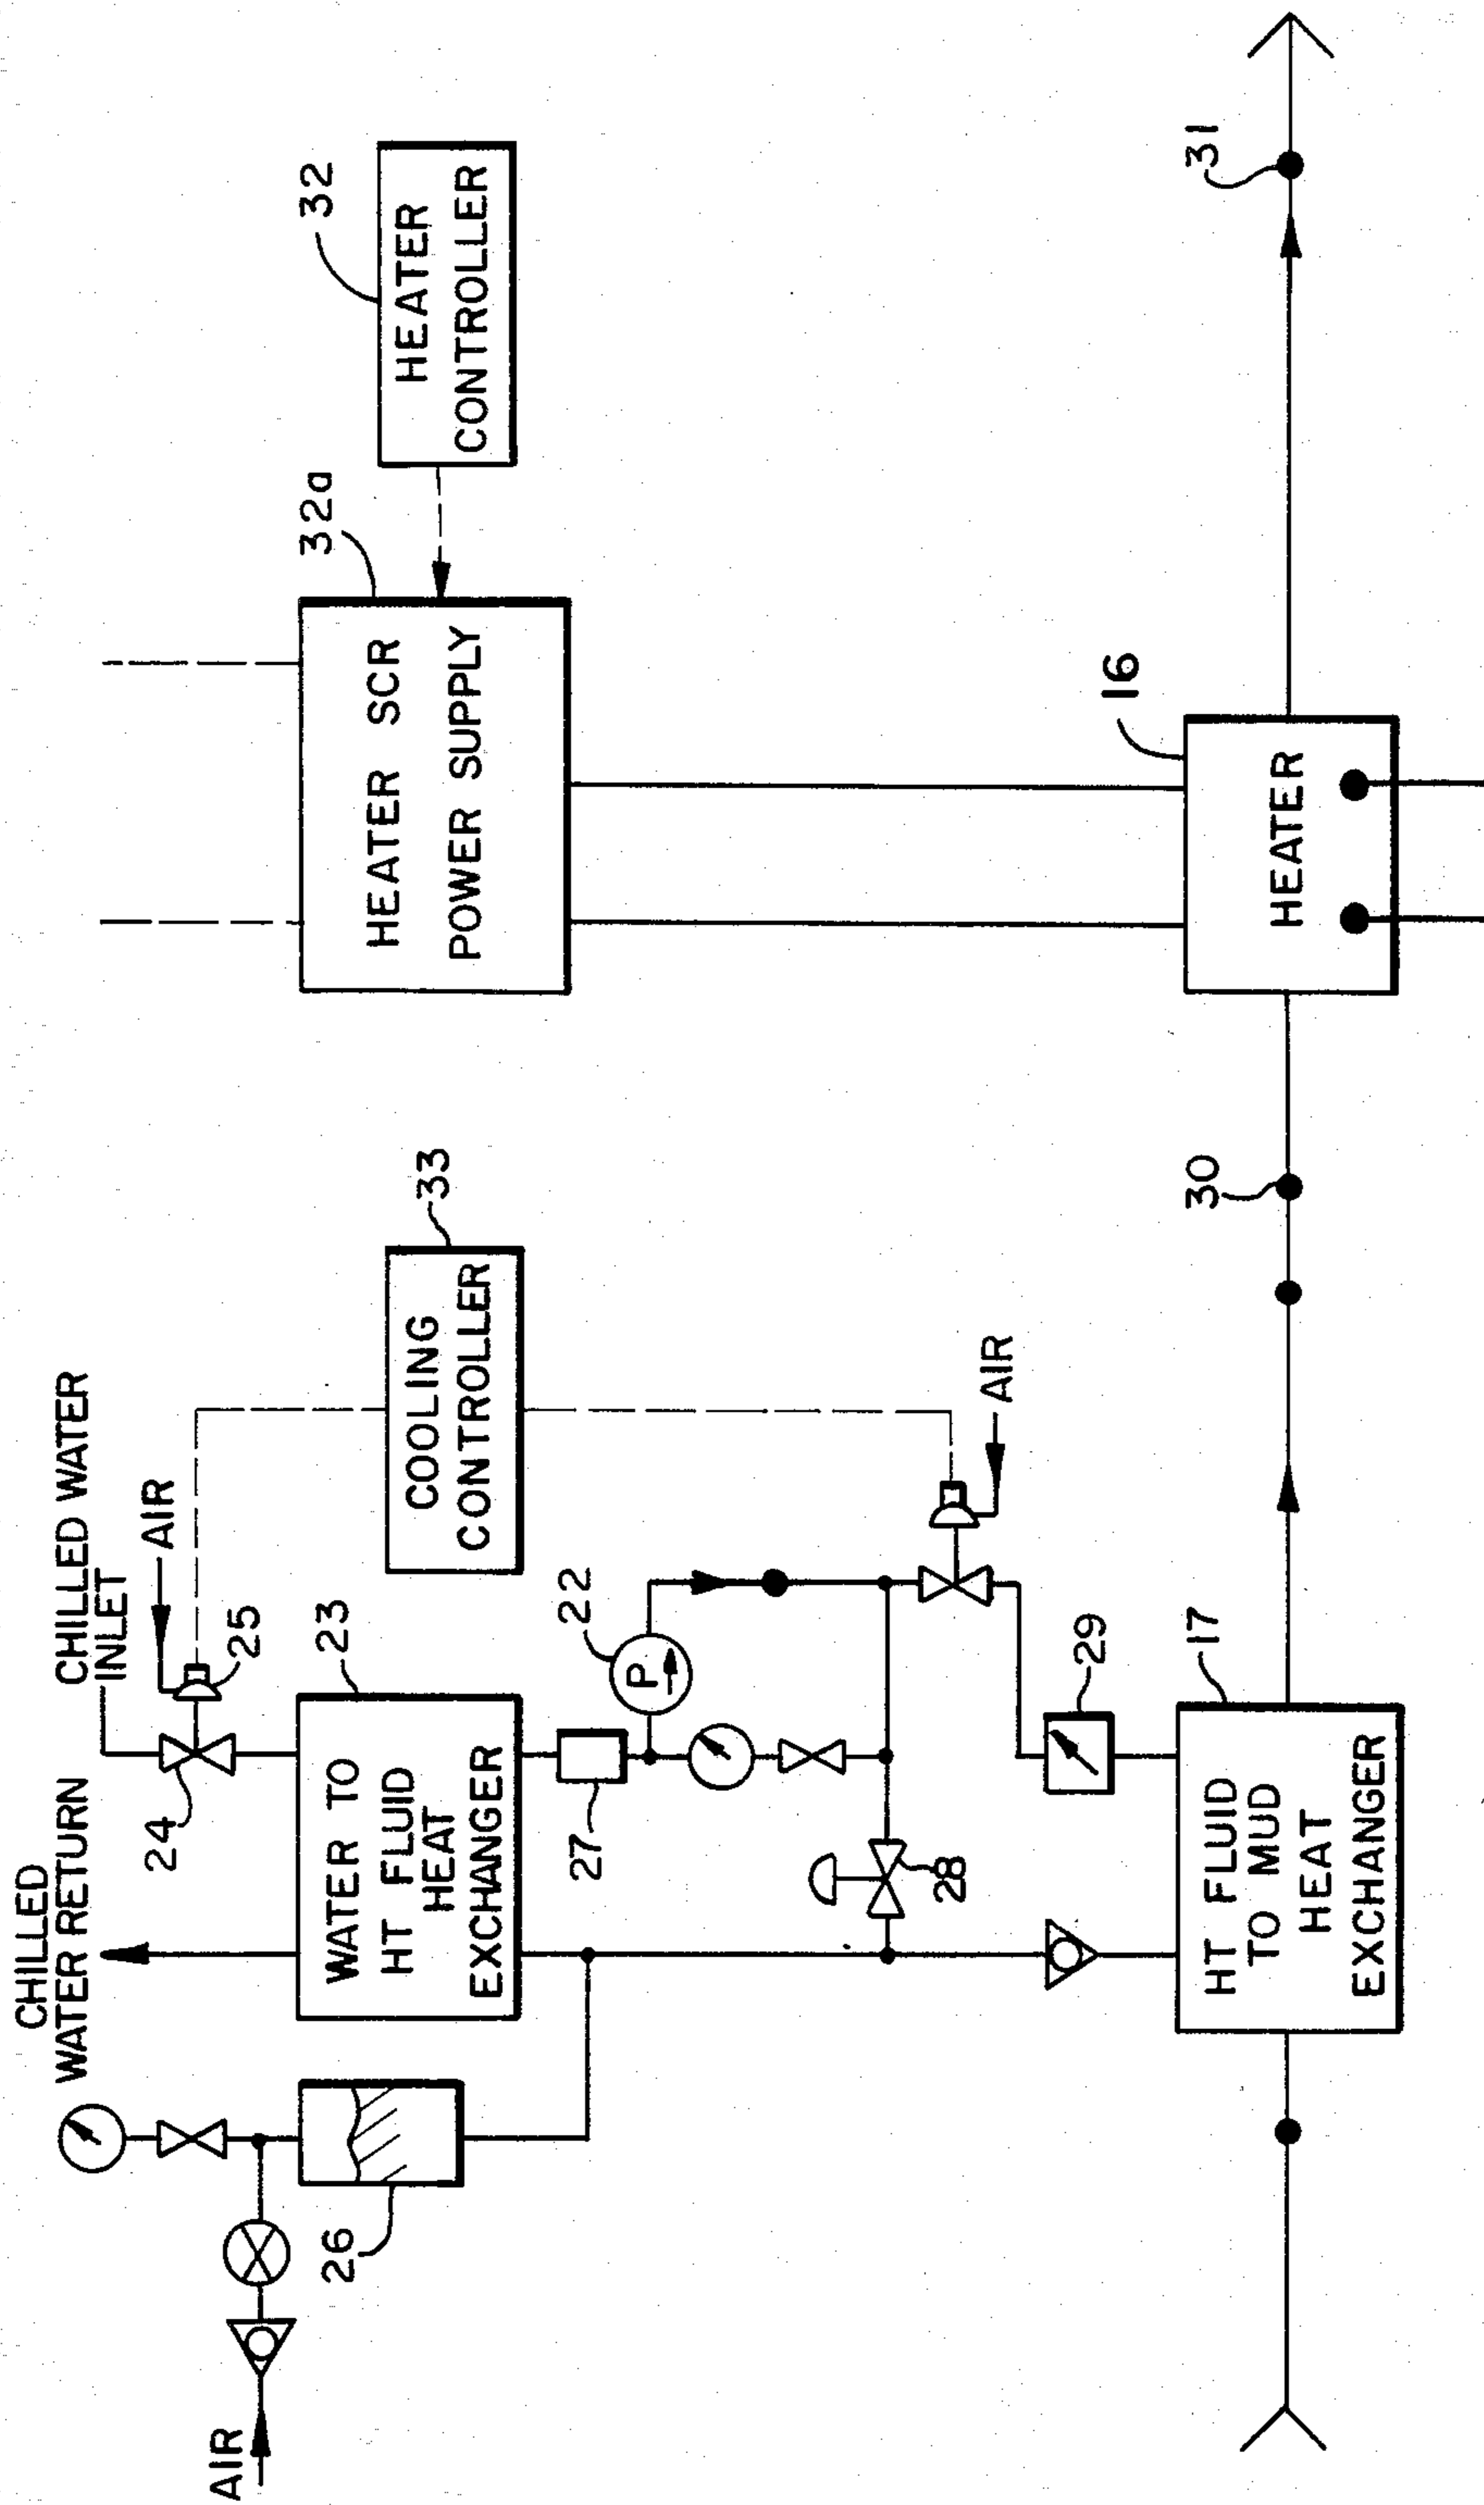 CHILLED
WATER RETURN
CHILLED WATER
INLET
AIR
24
25
AIR
26
23
WATER TO
HT FLUID
HEAT
EXCHANGER
33
COOLING
CONTROLLER
32a
HEATER SCR
POWER SUPPLY
32
HEATER
CONTROLLER
27
22
P
28
AIR
29
17
HT FLUID
TO MUD
HEAT
EXCHANGER
30
16
HEATER
31